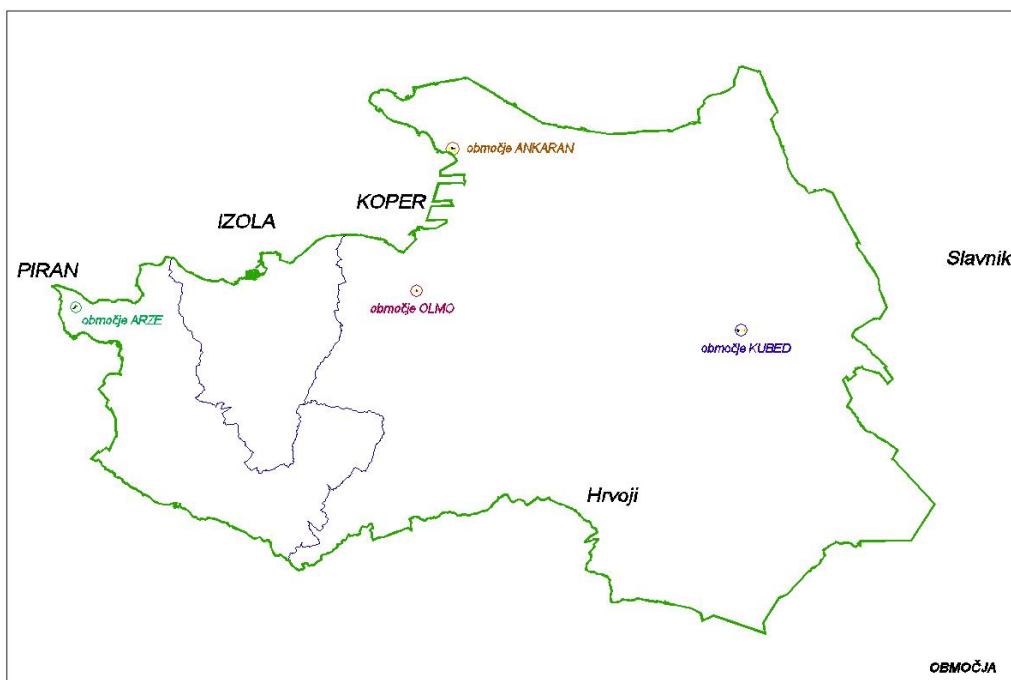 območje ANKARAN
KOPER
IZOLA
Slavnik
PIRAN
območje OLMO
območje ARZE
območje KUBED
Hrvoji
OBMOČJA